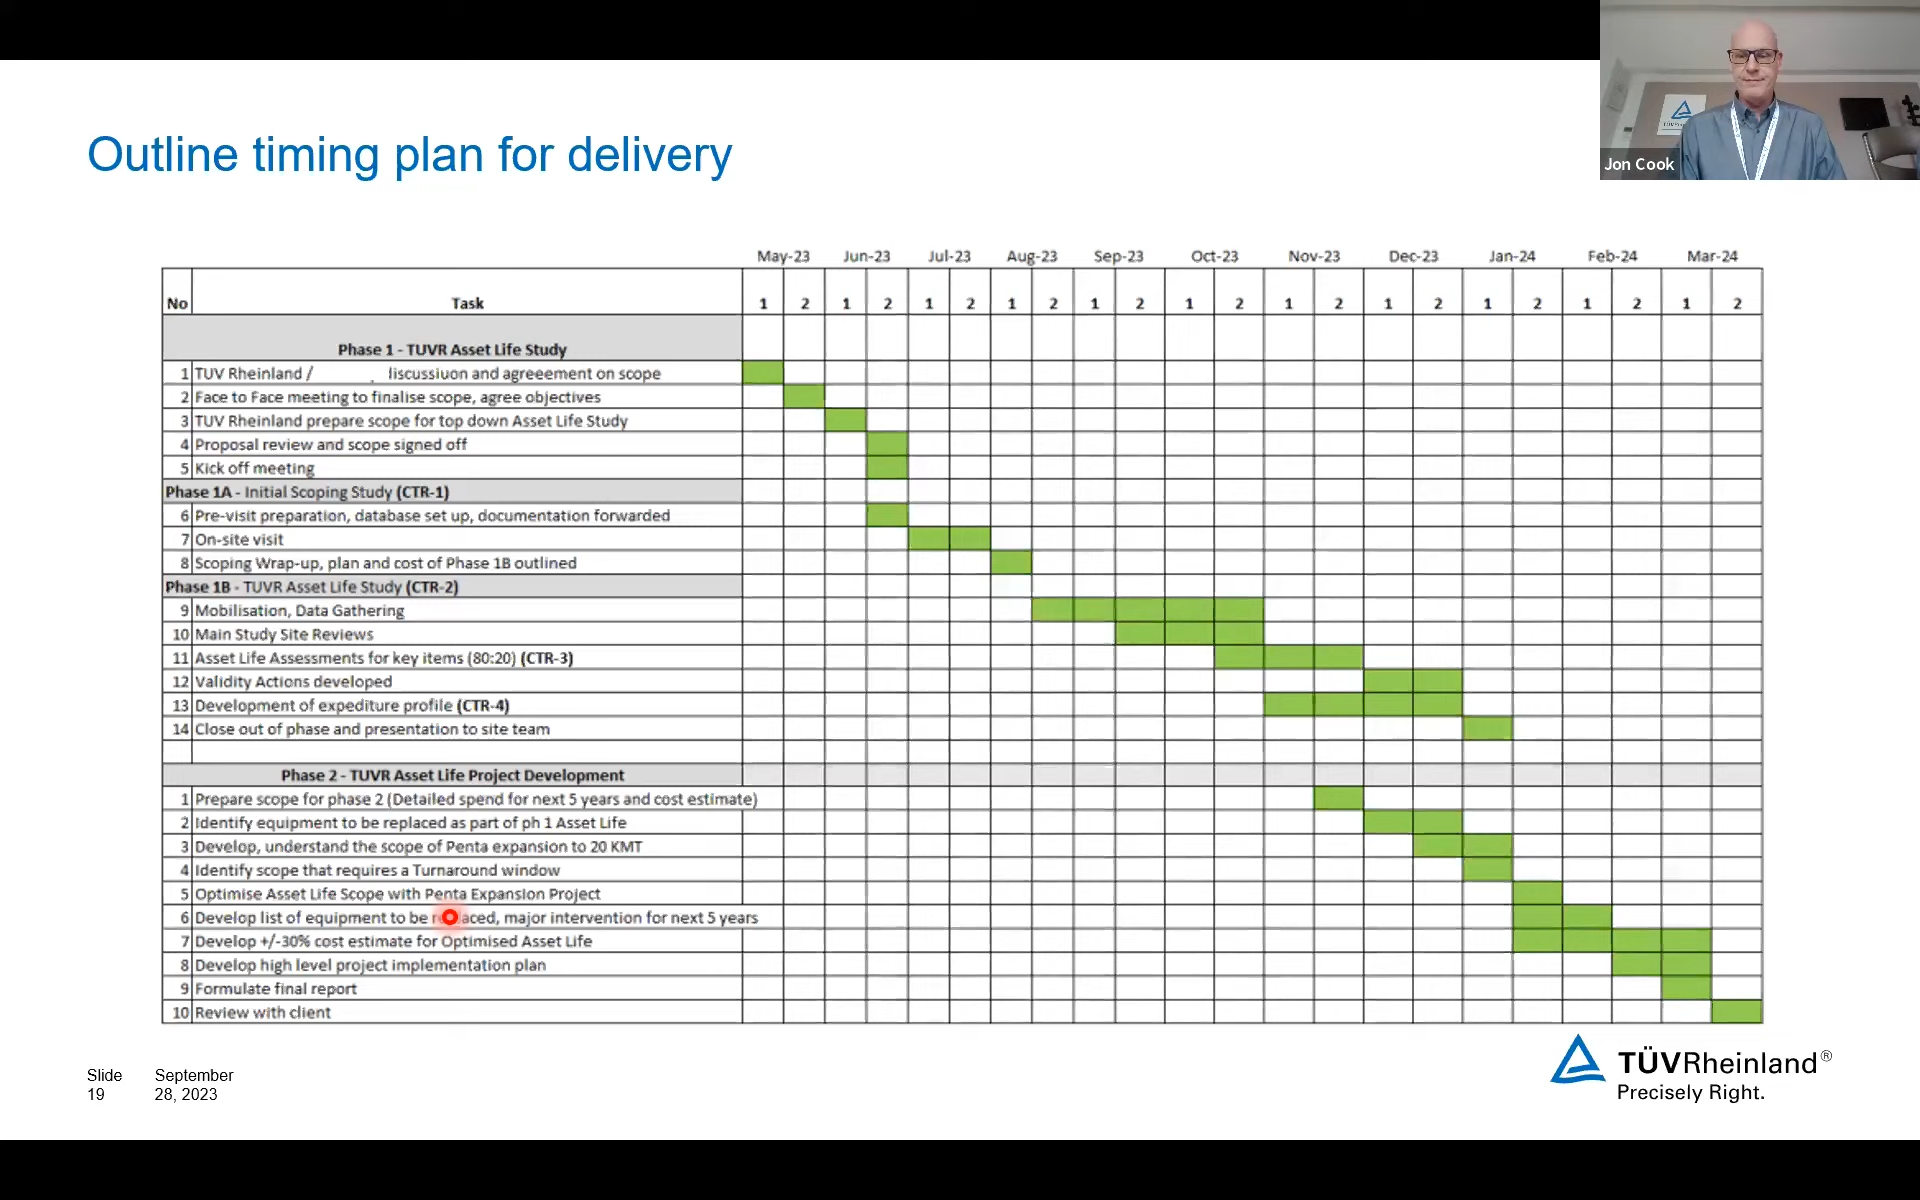 Jon Cook
Outline timing plan for delivery
May-23 Jun-23 Jul-23 Aug-23 Sep-23 Oct-23 Nov-23 Dec-23 Jan-24 Feb-24 Mar-24
No Task 1 2 1 2 1 2 1 2 1 2 1 2 1 2 1 2 1 2 1 2 1 2
Phase 1 - TUVR Asset Life Study
1 TUV Rheinland / liscussiuon and agreeement on scope
2 Face to Face meeting to finalise scope, agree objectives
3 TUV Rheinland prepare scope for top down Asset Life Study
4 Proposal review and scope signed off
5 Kick off meeting
Phase 1A - Initial Scoping Study (CTR-1)
6 Pre-visit preparation, database set up, documentation forwarded
7 On-site visit
8 Scoping Wrap-up, plan and cost of Phase 1B outlined
Phase 1B - TUVR Asset Life Study (CTR-2)
9 Mobilisation, Data Gathering
10 Main Study Site Reviews
11 Asset Life Assessments for key items (80:20) (CTR-3)
12 Validity Actions developed
13 Development of expediture profile (CTR-4)
14 Close out of phase and presentation to site team
Phase 2 - TUVR Asset Life Project Development
1 Prepare scope for phase 2 (Detailed spend for next 5 years and cost estimate)
2 Identify equipment to be replaced as part of ph 1 Asset Life
3 Develop, understand the scope of Penta expansion to 20 KMT
4 Identify scope that requires a Turnaround window
5 Optimise Asset Life Scope with Penta Expansion Project
6 Develop list of equipment to be replaced, major intervention for next 5 years
7 Develop +/-30% cost estimate for Optimised Asset Life
8 Develop high level project implementation plan
9 Formulate final report
10 Review with client
Slide 19
September 28, 2023
TÜVRheinland®
Precisely Right.